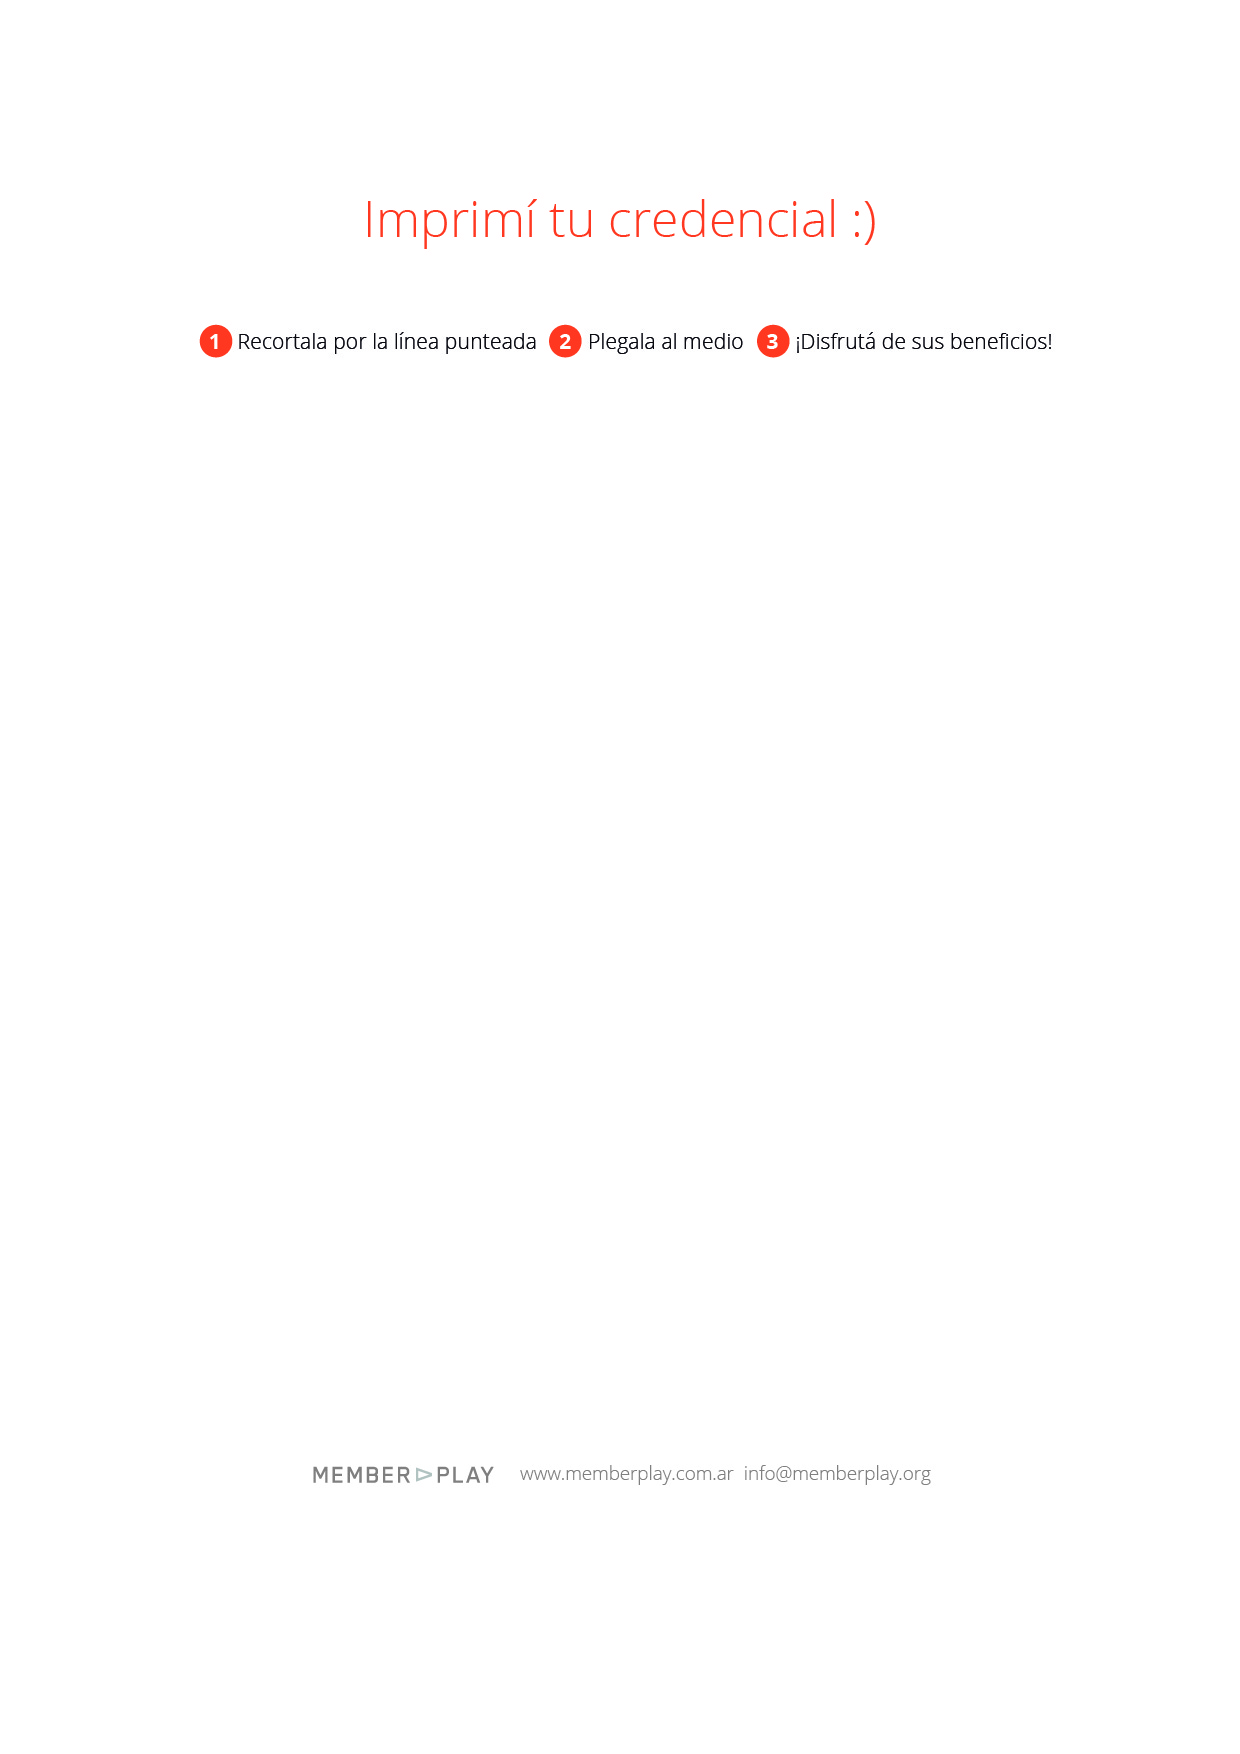 Imprimí tu credencial :)
1 Recortala por la línea punteada 2 Plegala al medio 3 ¡Disfrutá de sus beneficios!
MEMBER PLAY www.memberplay.com.ar info@memberplay.org